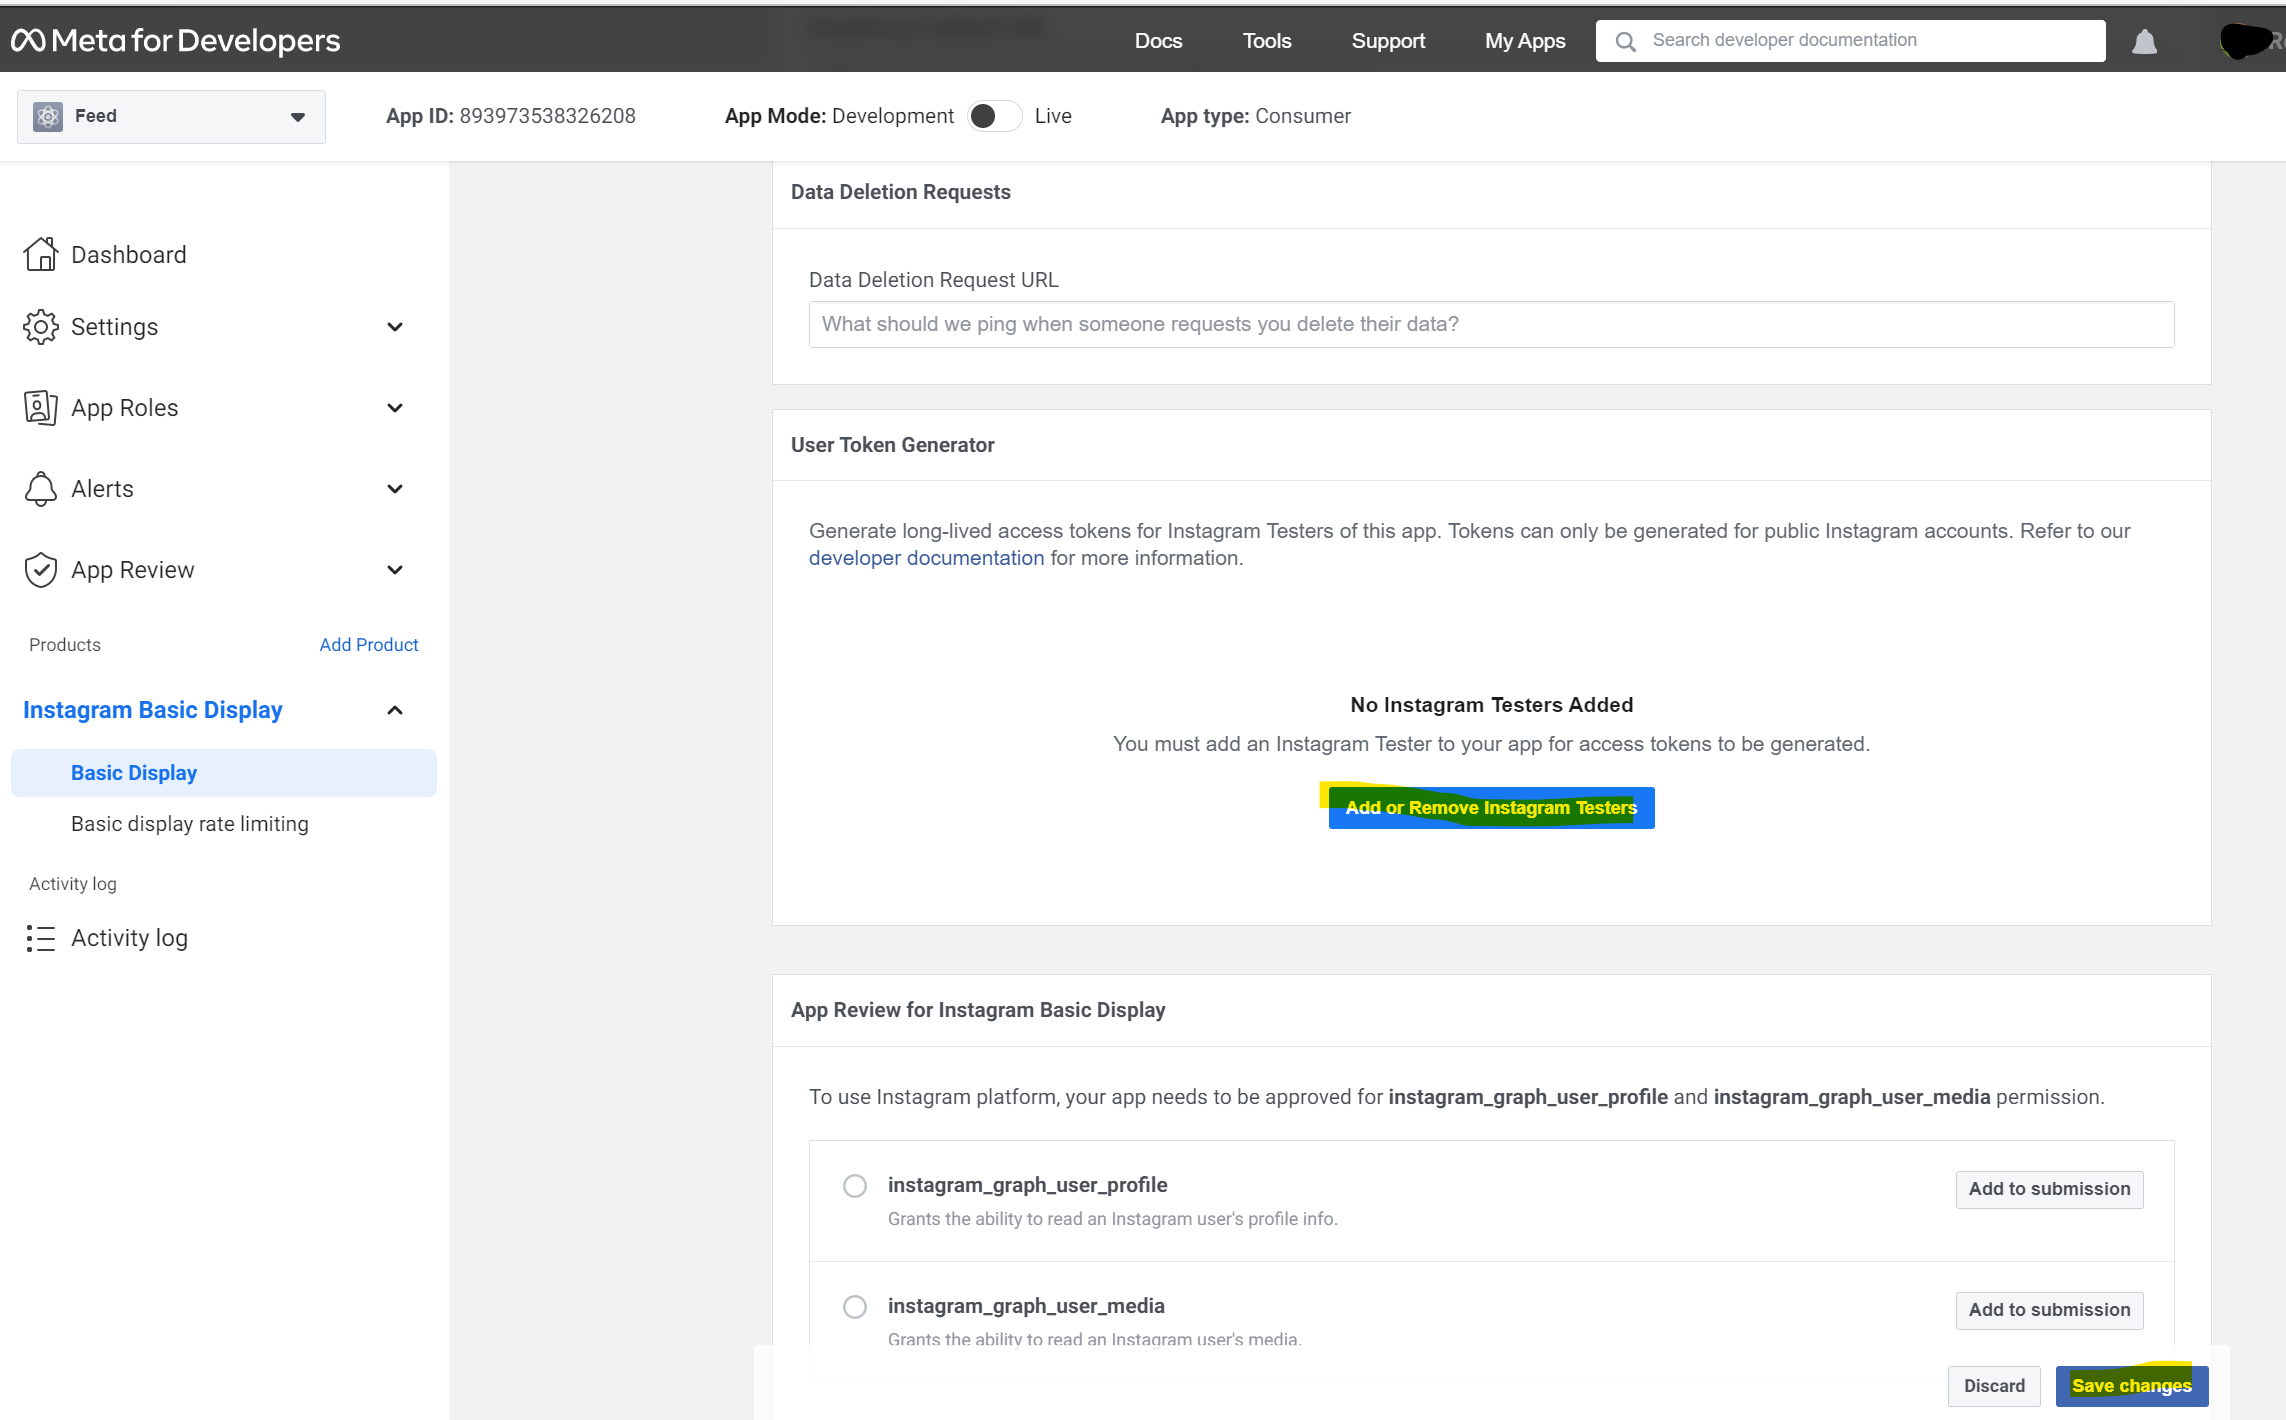 Meta for Developers
Docs
Tools
Support
My Apps
Search developer documentation
Feed
App ID: 893973538326208
App Mode: Development
Live
App type: Consumer
Dashboard
Settings
App Roles
Alerts
App Review
Products
Add Product
Instagram Basic Display
Basic Display
Basic display rate limiting
Activity log
Activity log
Data Deletion Requests
Data Deletion Request URL
What should we ping when someone requests you delete their data?
User Token Generator
Generate long-lived access tokens for Instagram Testers of this app. Tokens can only be generated for public Instagram accounts. Refer to our
developer documentation for more information.
No Instagram Testers Added
You must add an Instagram Tester to your app for access tokens to be generated.
Add or Remove Instagram Testers
App Review for Instagram Basic Display
To use Instagram platform, your app needs to be approved for instagram_graph_user_profile and instagram_graph_user_media permission.
instagram_graph_user_profile
Add to submission
Grants the ability to read an Instagram user's profile info.
instagram_graph_user_media
Add to submission
Grants the ability to read an Instagram user's media.
Discard
Save changes